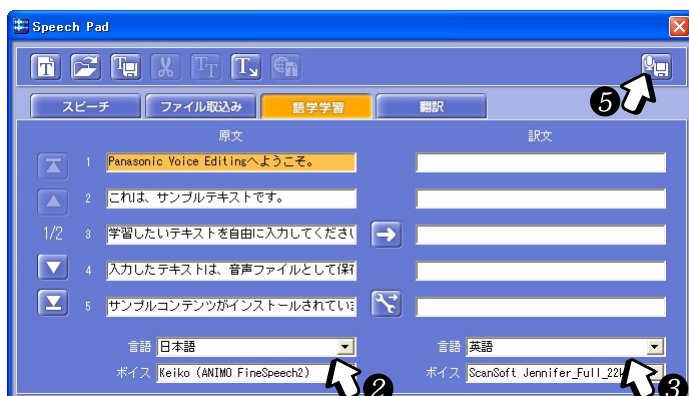 Speech Pad
5
スピーチ ファイル取込み 語学学習 翻訳
原文 訳文
1 Panasonic Voice Editingへようこそ。
2 これは、サンプルテキストです。
1/2 3 学習したいテキストを自由に入力してくださ
4 入力したテキストは、音声ファイルとして保
5 サンプルコンテンツがインストールされてい
言語 日本語 言語 英語
ボイス Keiko (ANIMO FineSpeech2) ボイス ScanSoft Jennifer_Full_22k
2 3